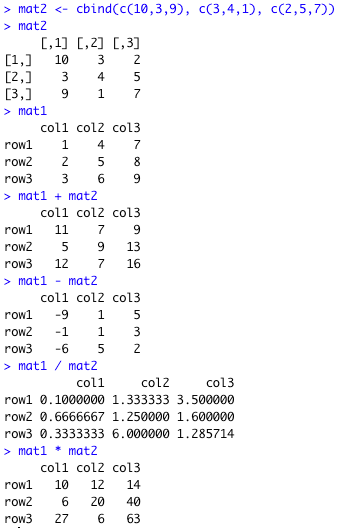 > mat2 <- cbind(c(10,3,9), c(3,4,1), c(2,5,7))
> mat2
     [,1] [,2] [,3]
[1,]   10    3    2
[2,]    3    4    5
[3,]    9    1    7
> mat1
     col1 col2 col3
row1    1    4    7
row2    2    5    8
row3    3    6    9
> mat1 + mat2
     col1 col2 col3
row1   11    7    9
row2    5    9   13
row3   12    7   16
> mat1 - mat2
     col1 col2 col3
row1   -9    1    5
row2   -1    1    3
row3   -6    5    2
> mat1 / mat2
          col1     col2     col3
row1 0.1000000 1.333333 3.500000
row2 0.6666667 1.250000 1.600000
row3 0.3333333 6.000000 1.285714
> mat1 * mat2
     col1 col2 col3
row1   10   12   14
row2    6   20   40
row3   27    6   63